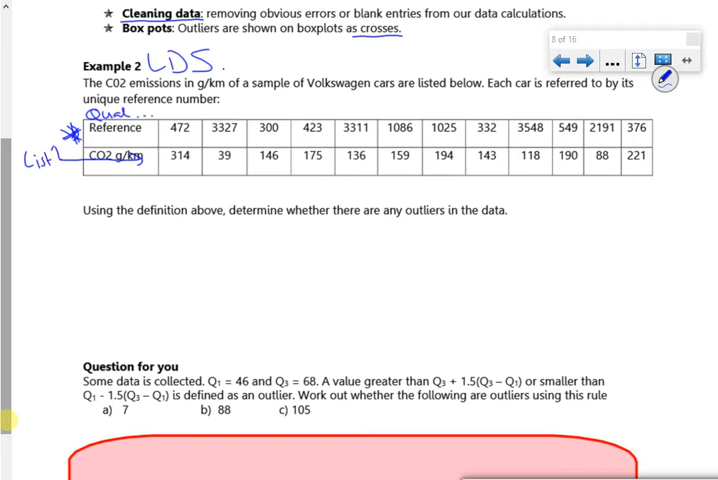 ★ Cleaning data: removing obvious errors or blank entries from our data calculations.
★ Box pots: Outliers are shown on boxplots as crosses.
8 of 16
Example 2 LDS.
The C02 emissions in g/km of a sample of Volkswagen cars are listed below. Each car is referred to by its
unique reference number:
Qual...
Reference 472 3327 300 423 3311 1086 1025 332 3548 549 2191 376
List 1
CO2 g/km 314 39 146 175 136 159 194 143 118 190 88 221
Using the definition above, determine whether there are any outliers in the data.
Question for you
Some data is collected. Q₁ = 46 and Q₃ = 68. A value greater than Q₃ + 1.5(Q₃ – Q₁) or smaller than
Q₁ - 1.5(Q₃ – Q₁) is defined as an outlier. Work out whether the following are outliers using this rule
a) 7 b) 88 c) 105